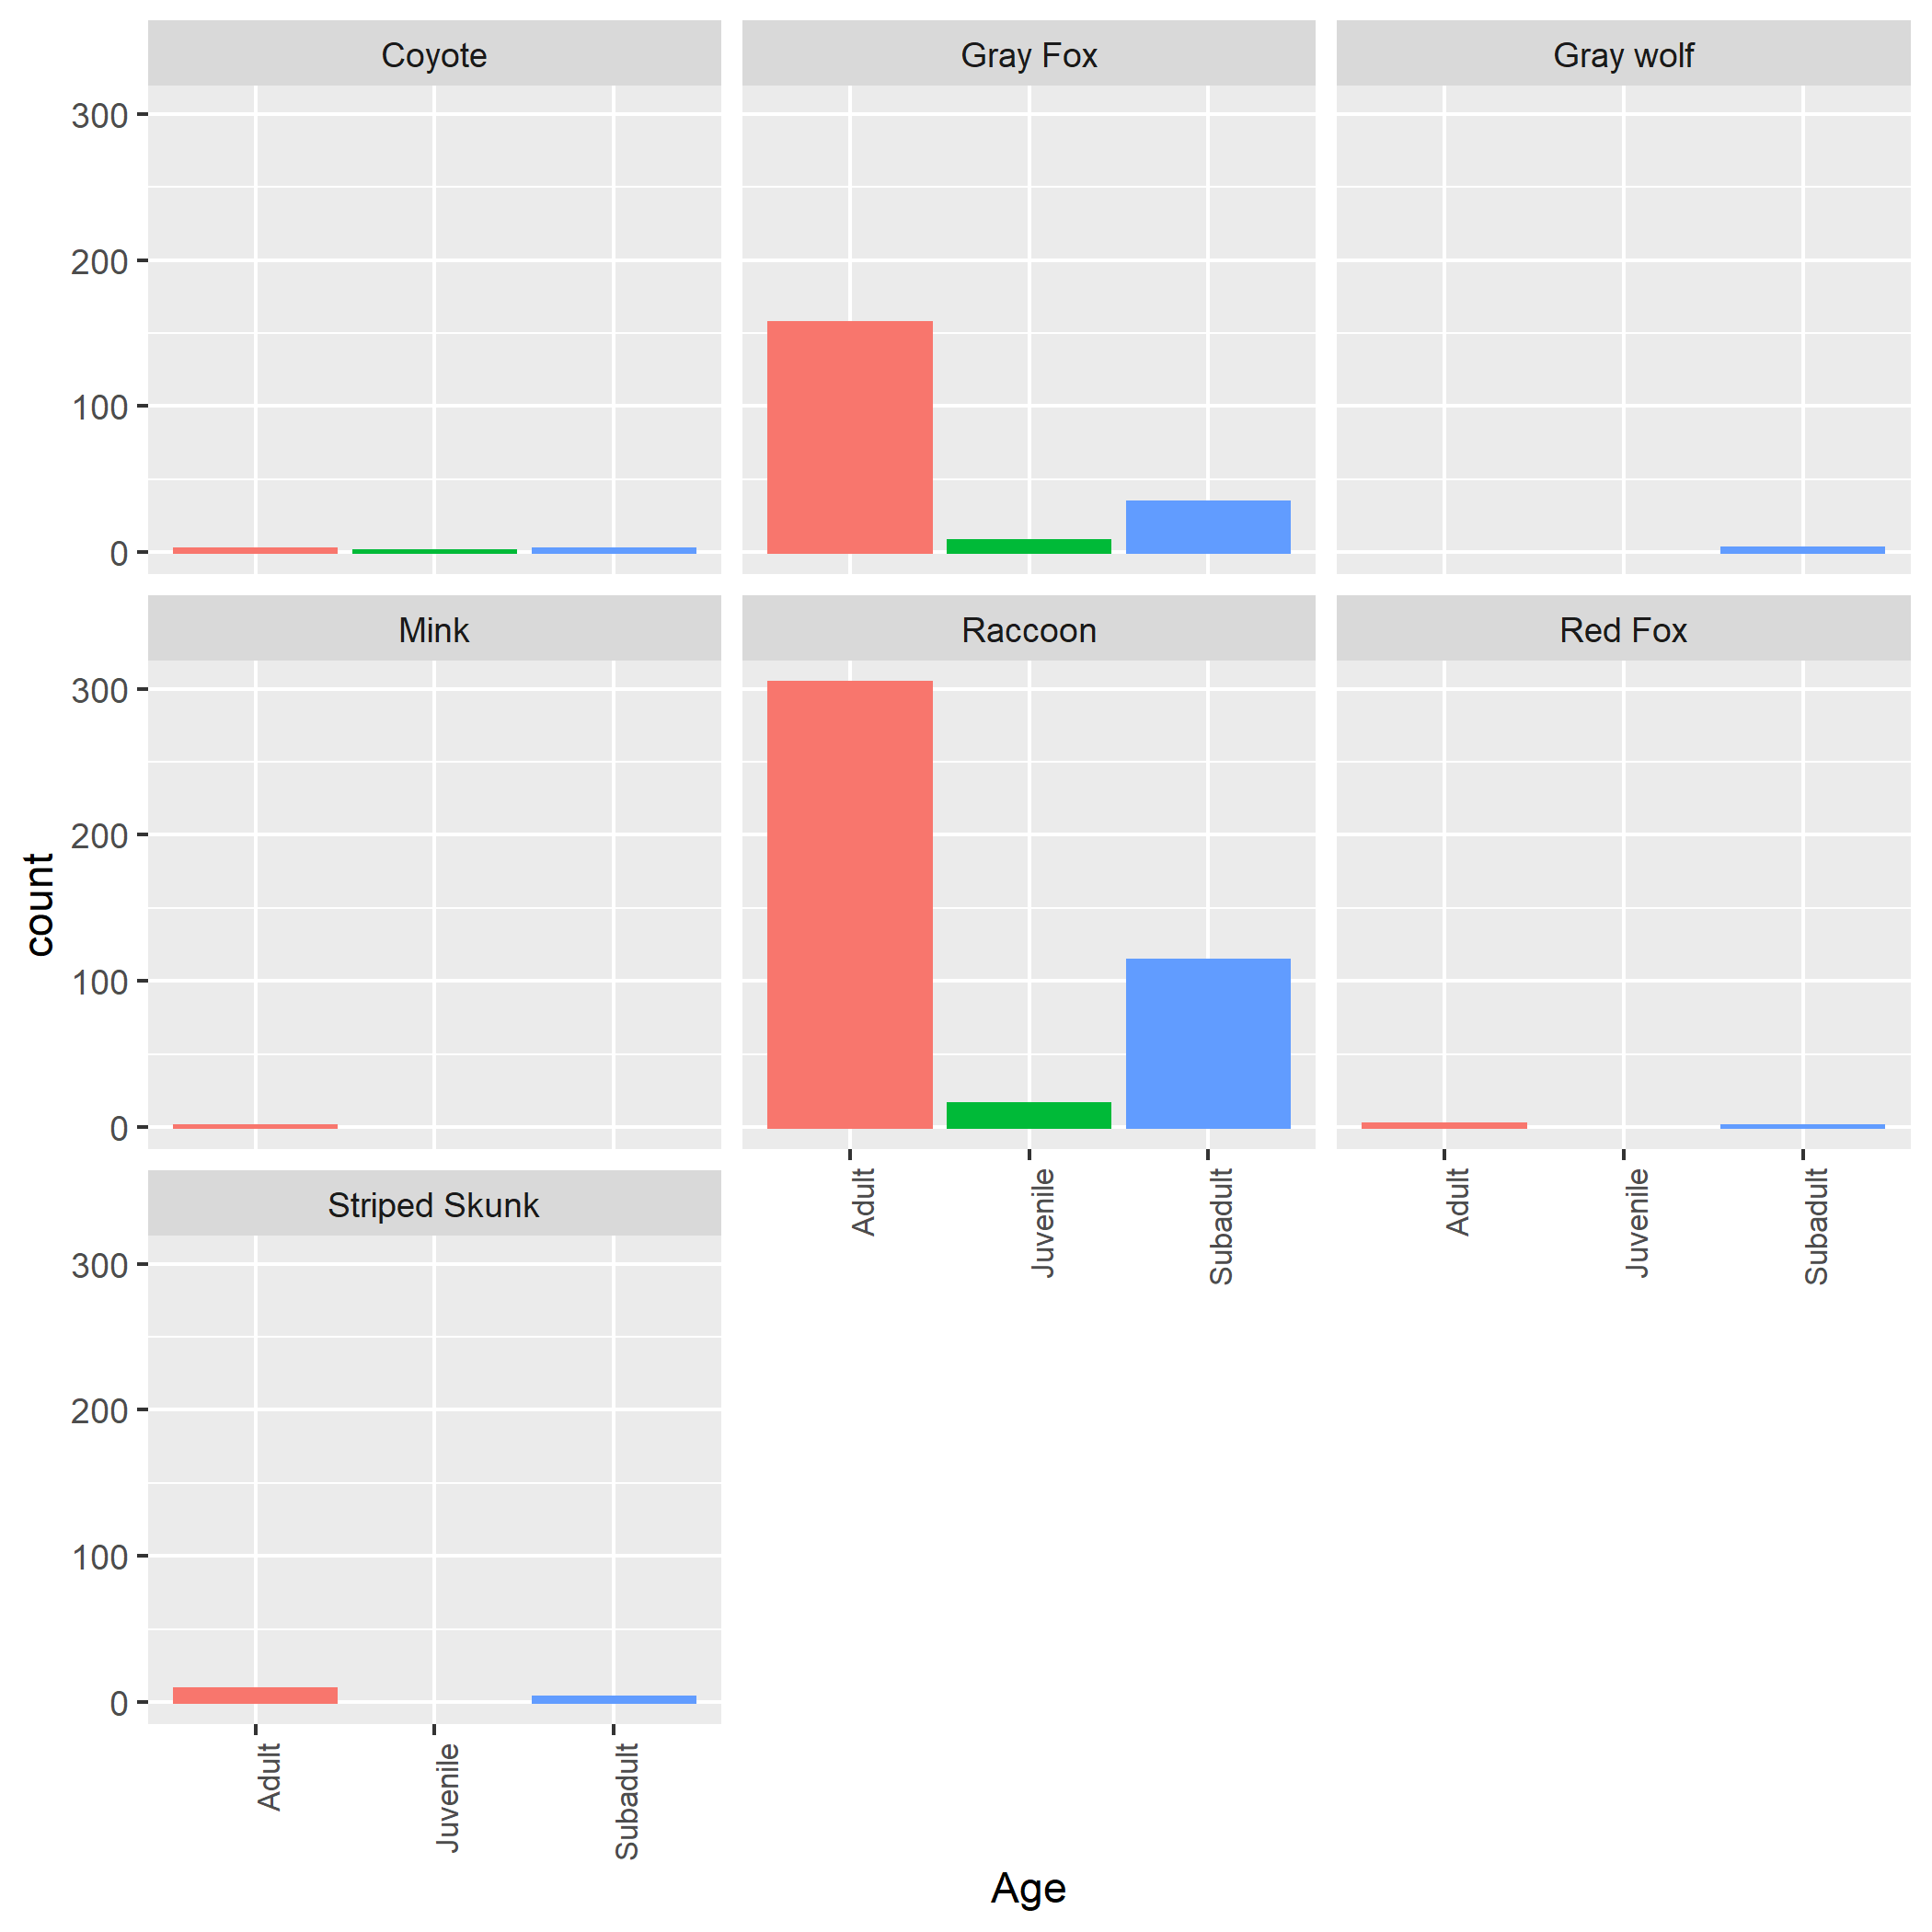 Coyote
Gray Fox
Gray wolf
300
200
100
0
Mink
Raccoon
Red Fox
300
200
100
0
Adult
Juvenile
Subadult
Adult
Juvenile
Subadult
Striped Skunk
300
200
100
0
Adult
Juvenile
Subadult
count
Age